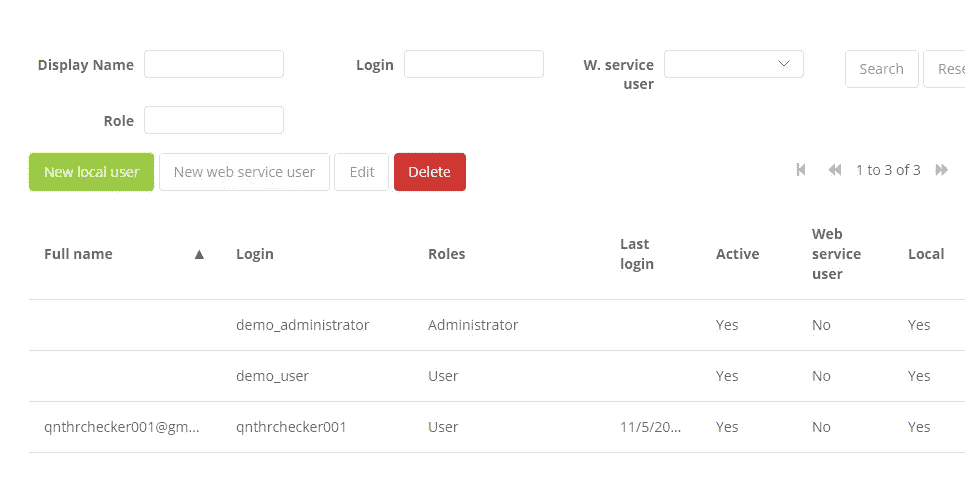 Display Name Login W. service user Search Rese
Role
New local user New web service user Edit Delete 1 to 3 of 3
Full name ▲ Login Roles Last login Active Web service user Local
demo_administrator Administrator Yes No Yes
demo_user User Yes No Yes
qnthrchecker001@gm... qnthrchecker001 User 11/5/20... Yes No Yes